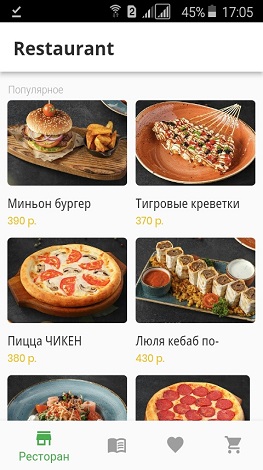 2 45% 17:05
Restaurant
Популярное
Миньон бургер
Тигровые креветки
390 р.
370 р.
Пицца ЧИКЕН
Люля кебаб по-
380 р.
430 р.
Ресторан